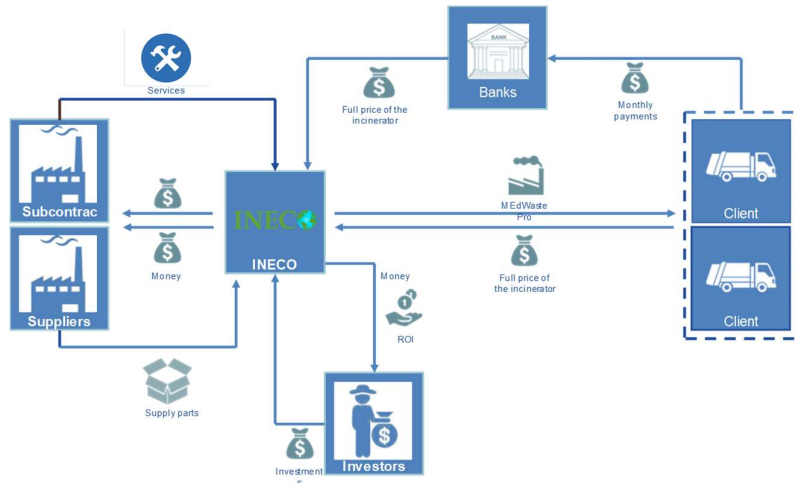 BANK
Banks
Services
Full price of the
incinerator
Monthly
payments
Subcontrac
MEdWaste
Pro
Client
INECO
INECO
Money
Full price of
the incinerator
Money
Suppliers
Client
ROI
Supply parts
Investment
s
Investors